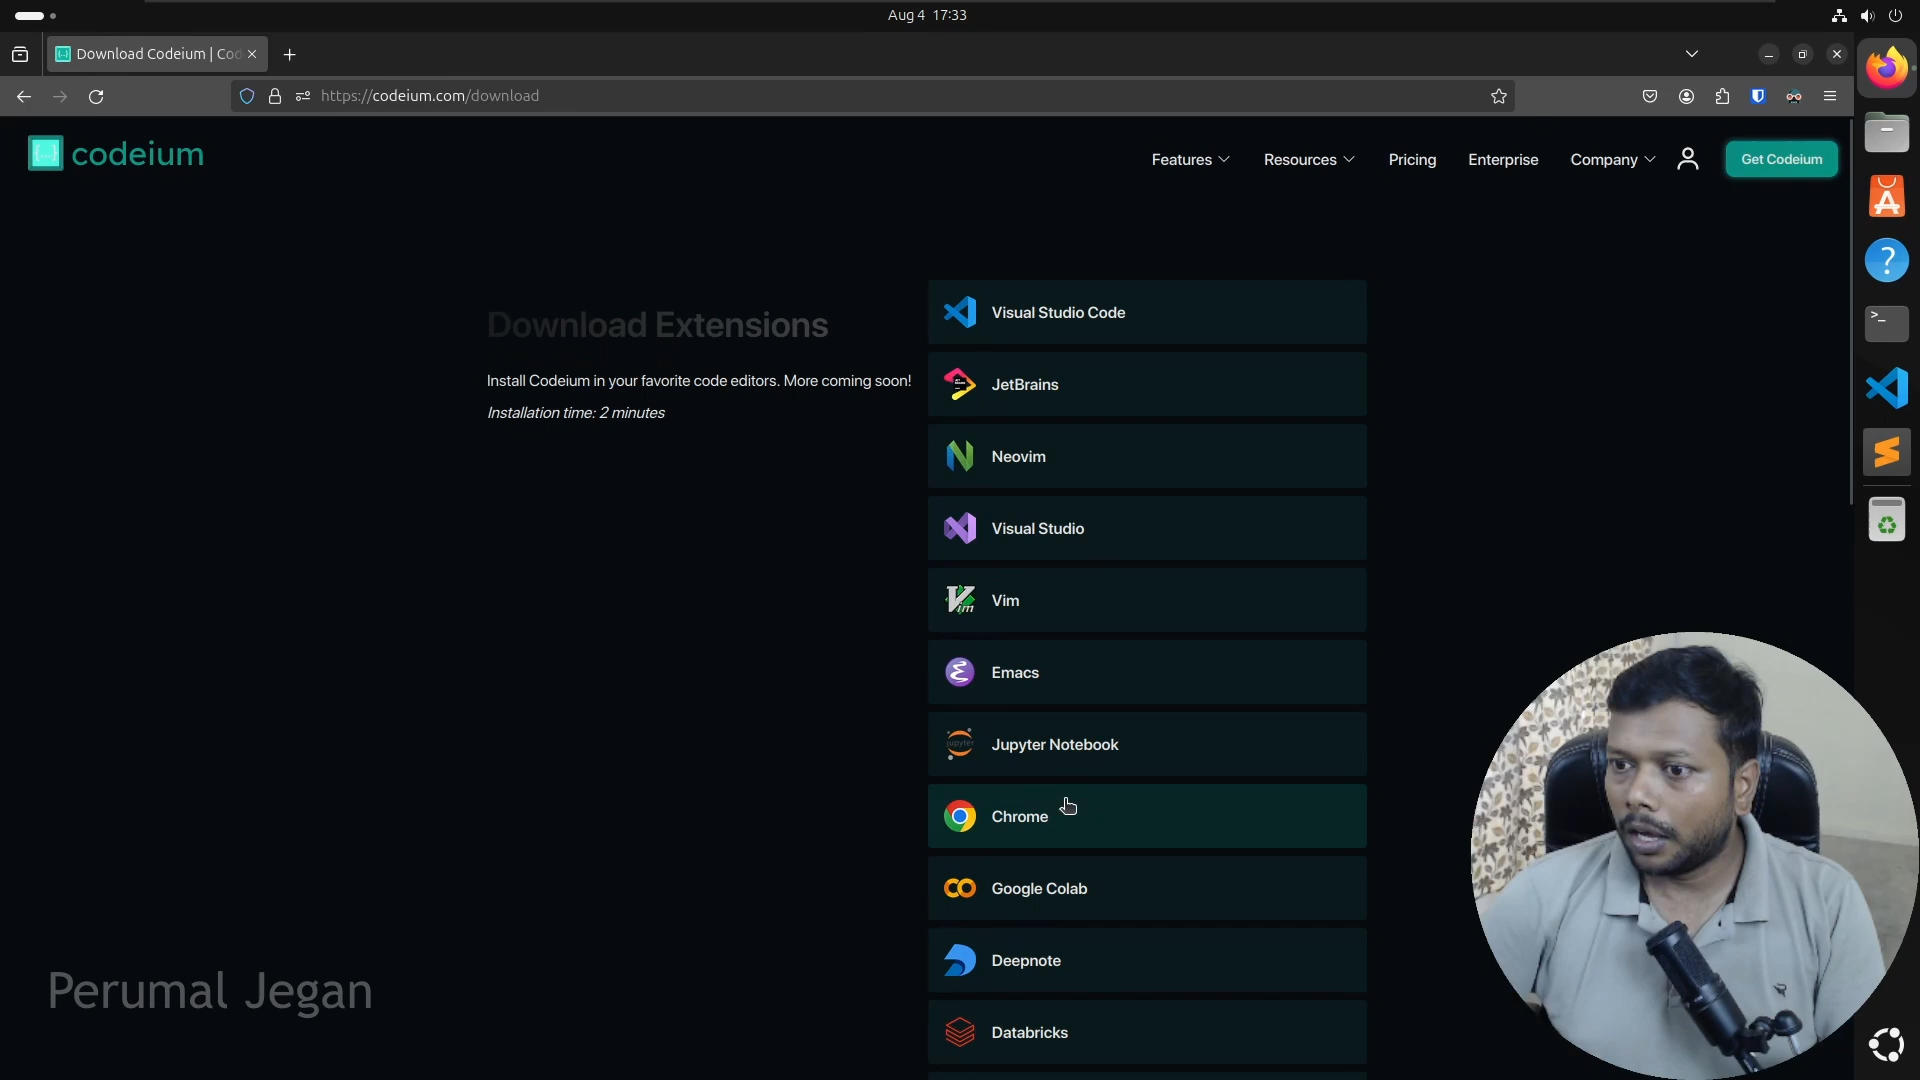 Aug 4 17:33
Download Codeium | Cod
https://codeium.com/download
codeium
Features
Resources
Pricing
Enterprise
Company
Get Codeium
Download Extensions
Install Codeium in your favorite code editors. More coming soon!
Installation time: 2 minutes
Visual Studio Code
JetBrains
Neovim
Visual Studio
Vim
Emacs
Jupyter Notebook
Chrome
Google Colab
Deepnote
Databricks
Perumal Jegan